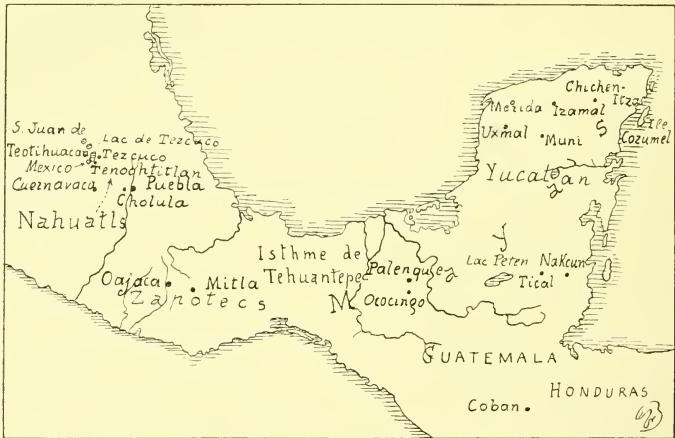 Chichen-
Itza
Merida Izamal
Ile
Cozumel
Uxmal Muni
Yucatan
S. Juan de
Teotihuacan
Lac de Tezcuco
Tezcuco
Mexico Tenochtitlan
Cuernavaca Puebla
Cholula
Nahuatls
Isthme de
Tehuantepec
Palenque
Ococingo
Lac Peten Nakcun
Tical
Oajaca Mitla
Zapotecs
Mayas
GUATEMALA
HONDURAS
Coban